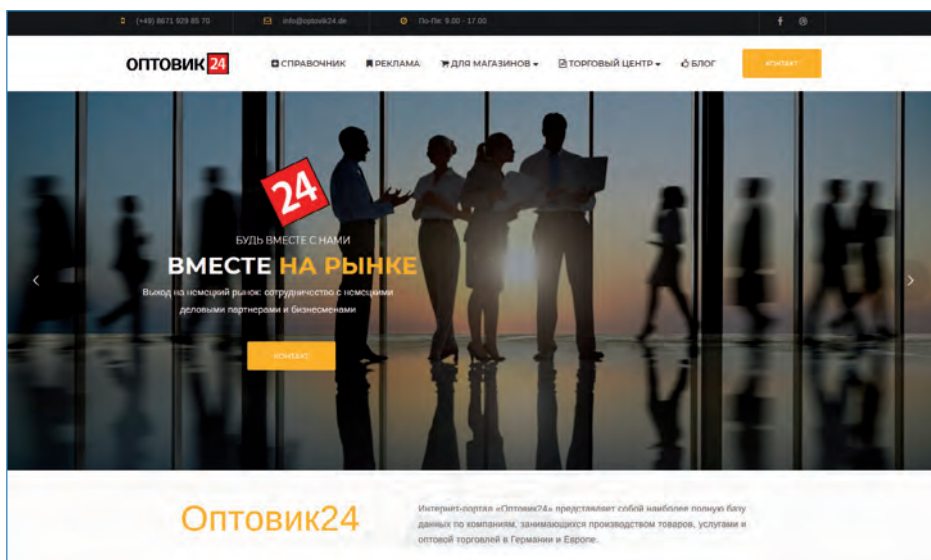 (+49) 8671 929 85 70
info@optovik24.de
По-Пя: 9.00 - 17.00
ОПТОВИК 24
СПРАВОЧНИК
РЕКЛАМА
ДЛЯ МАГАЗИНОВ
ТОРГОВЫЙ ЦЕНТР
БЛОГ
КОНТАКТ
24
БУДЬ ВМЕСТЕ С НАМИ
ВМЕСТЕ НА РЫНКЕ
Выход на немецкий рынок: сотрудничество с немецкими
деловыми партнерами и бизнесменами
КОНТАКТ
Оптовик24
Интернет-портал «Оптовик24» представляет собой наиболее полную базу
данных по компаниям, занимающихся производством товаров, услугами и
оптовой торговлей в Германии и Европе.